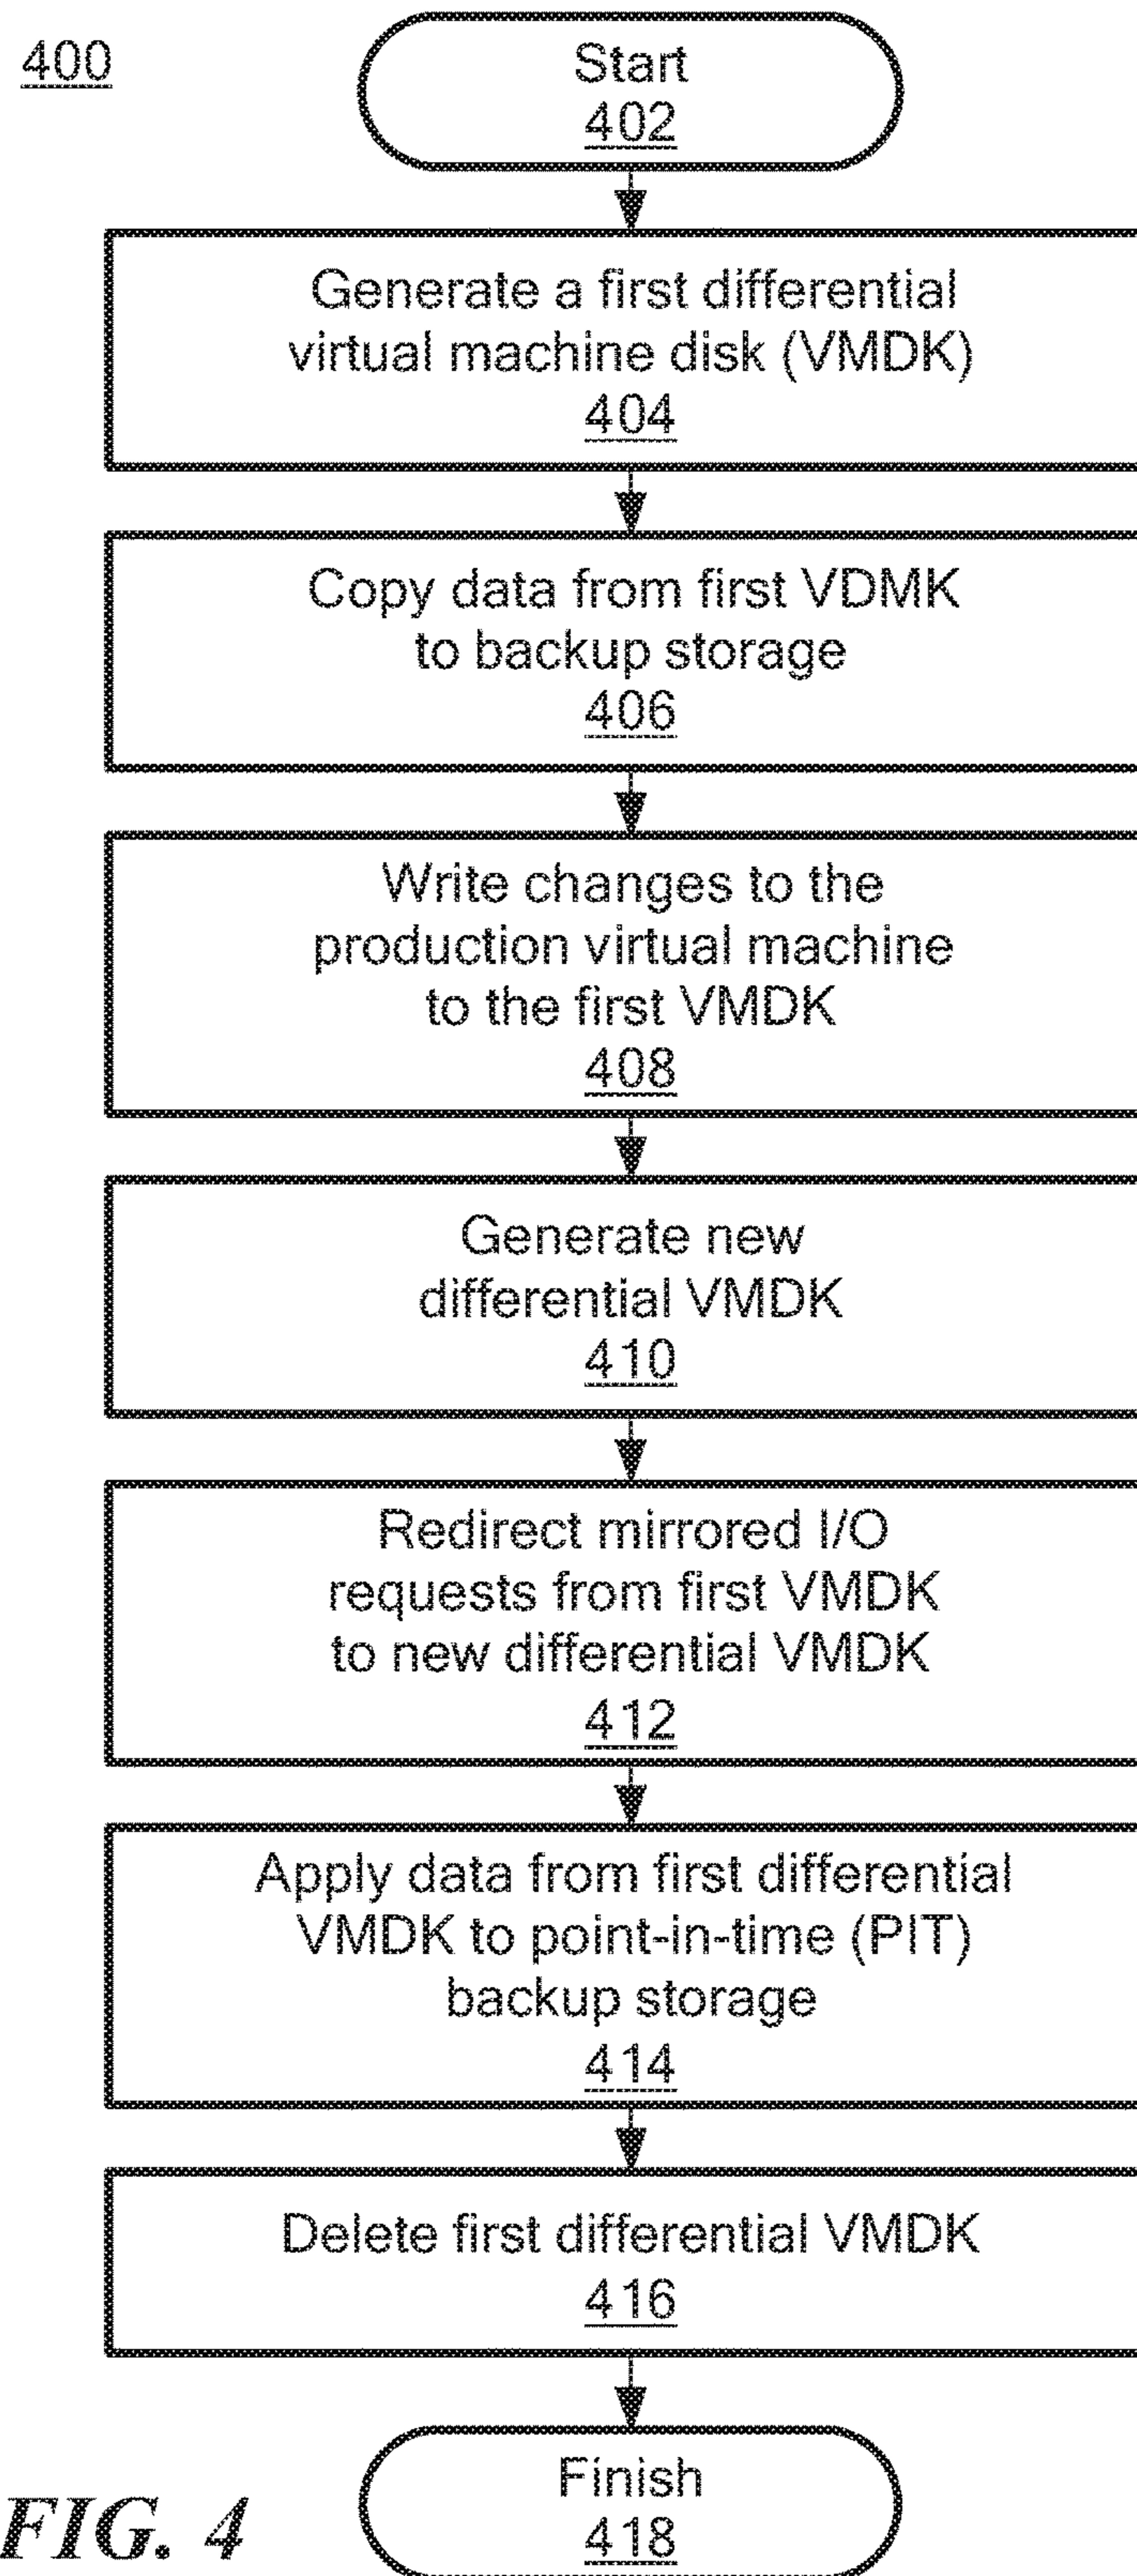 400
Start
402
Generate a first differential
virtual machine disk (VMDK)
404
Copy data from first VDMK
to backup storage
406
Write changes to the
production virtual machine
to the first VMDK
408
Generate new
differential VMDK
410
Redirect mirrored I/O
requests from first VMDK
to new differential VMDK
412
Apply data from first differential
VMDK to point-in-time (PIT)
backup storage
414
Delete first differential VMDK
416
Finish
418
FIG. 4